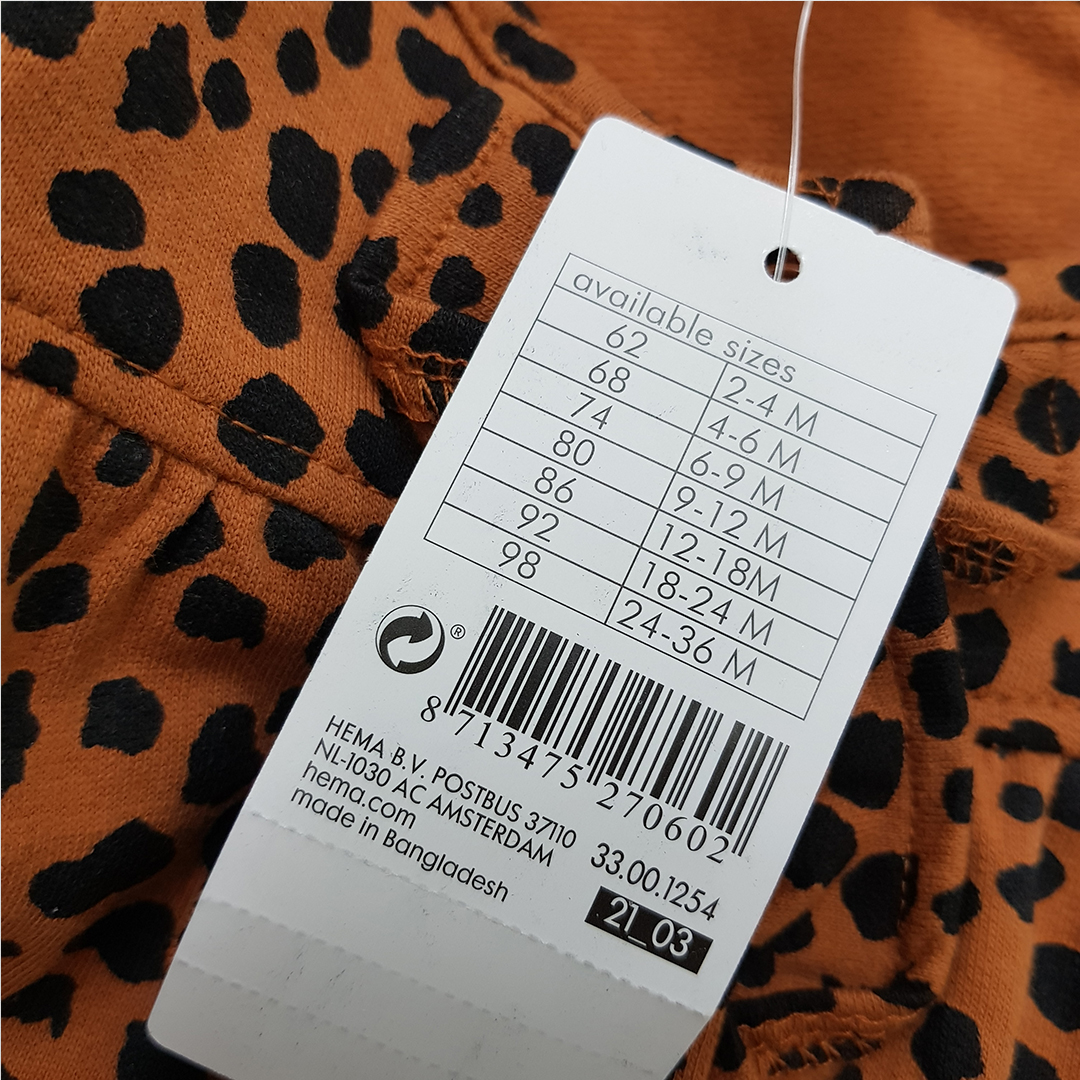 available sizes
62 2-4 M
68 4-6 M
74 6-9 M
80 9-12 M
86 12-18M
92 18-24 M
98 24-36 M
®
8 713475 270602
HEMA B.V. POSTBUS 37110
NL-1030 AC AMSTERDAM
hema.com
made in Bangladesh
33.00.1254
21_03